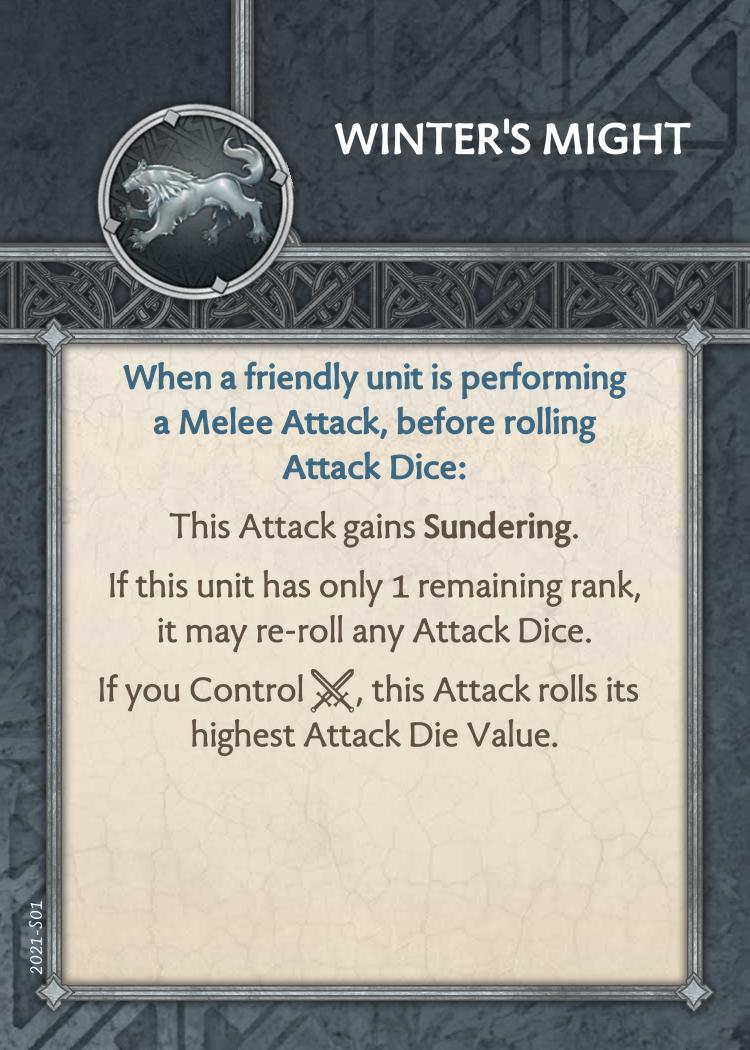 WINTER'S MIGHT
When a friendly unit is performing
a Melee Attack, before rolling
Attack Dice:
This Attack gains Sundering.
If this unit has only 1 remaining rank,
it may re-roll any Attack Dice.
If you Control , this Attack rolls its
highest Attack Die Value.
2021-S01